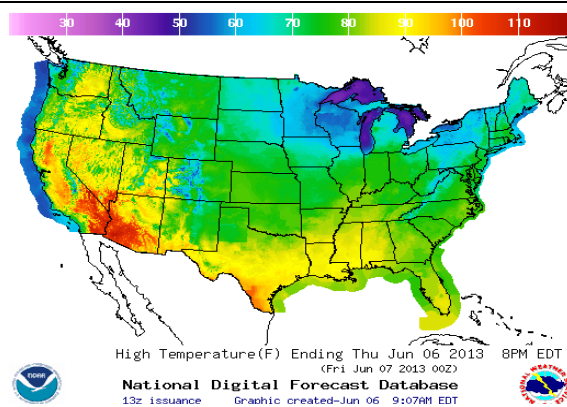 30 40 50 60 70 80 90 100 110
High Temperature(F) Ending Thu Jun 06 2013 8PM EDT
(Fri Jun 07 2013 00Z)
National Digital Forecast Database
13z issuance Graphic created-Jun 06 9:07AM EDT
NOAA